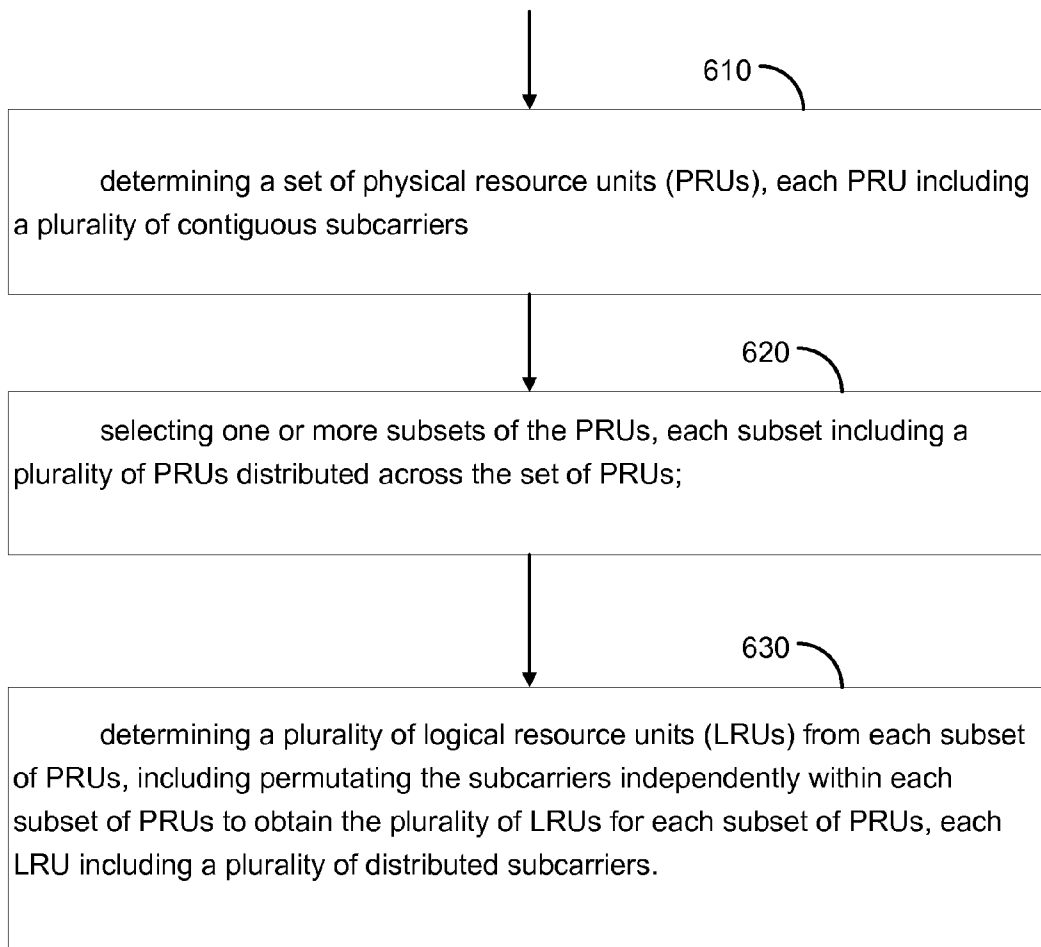 610
determining a set of physical resource units (PRUs), each PRU including
a plurality of contiguous subcarriers
620
selecting one or more subsets of the PRUs, each subset including a
plurality of PRUs distributed across the set of PRUs;
630
determining a plurality of logical resource units (LRUs) from each subset
of PRUs, including permutating the subcarriers independently within each
subset of PRUs to obtain the plurality of LRUs for each subset of PRUs, each
LRU including a plurality of distributed subcarriers.